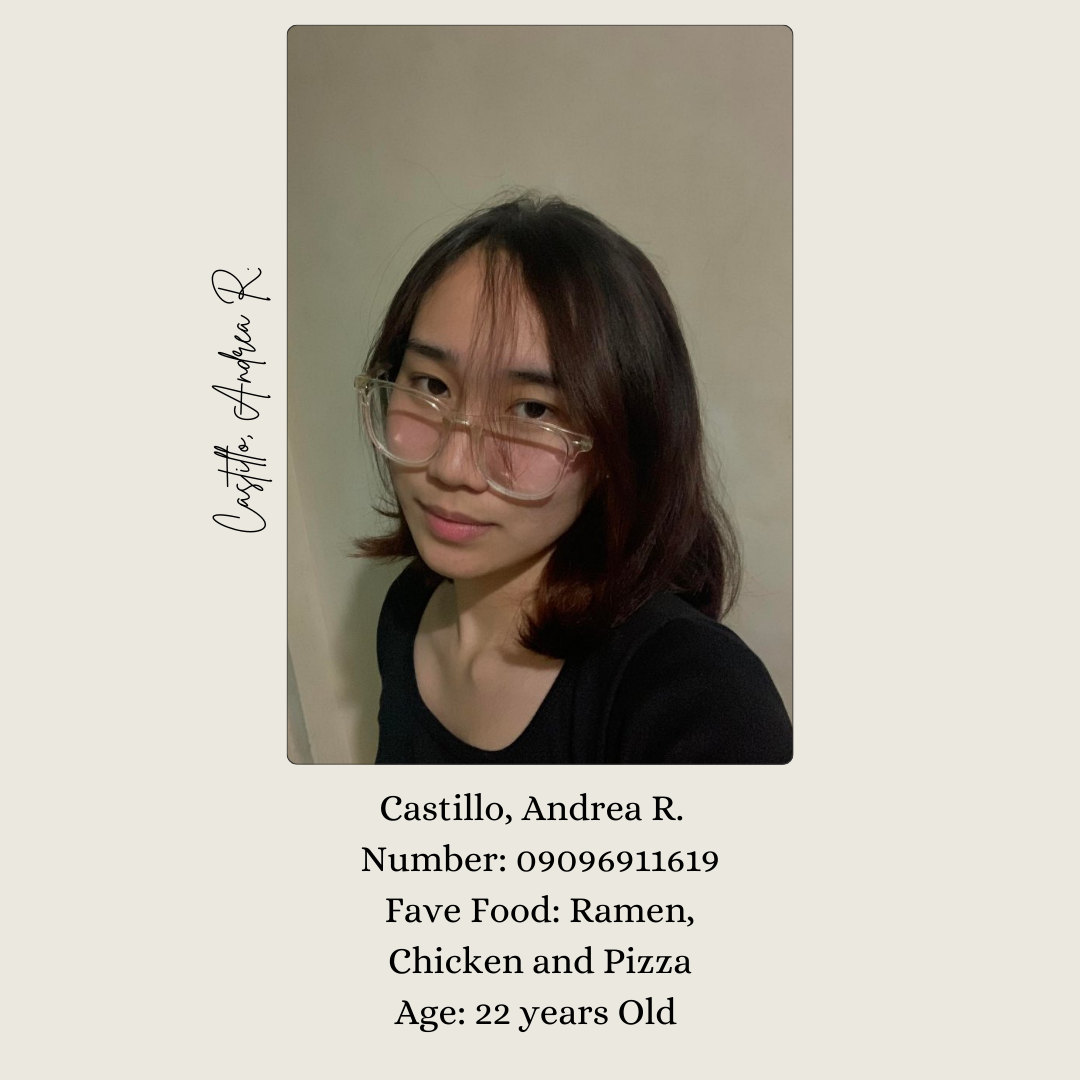 Castillo, Andrea R.
Castillo, Andrea R.
Number: 09096911619
Fave Food: Ramen,
Chicken and Pizza
Age: 22 years Old